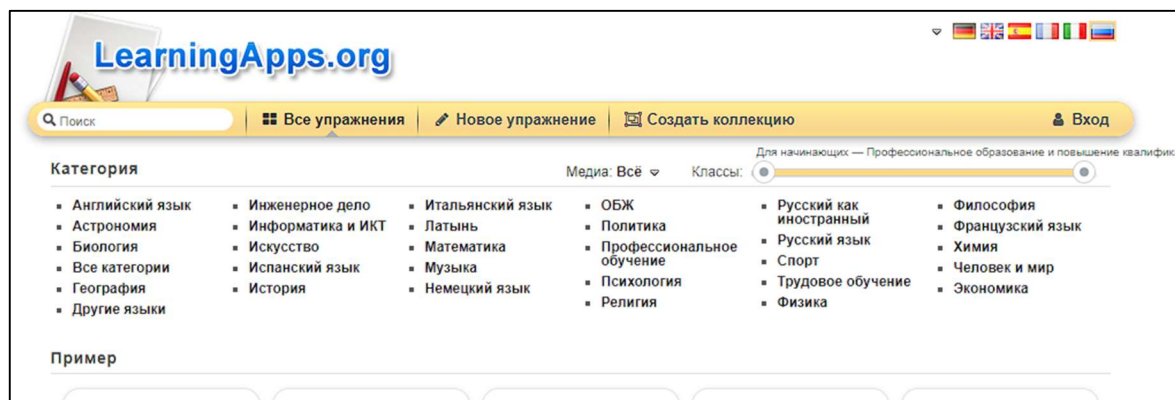 LearningApps.org
Поиск
Все упражнения
Новое упражнение
Создать коллекцию
Вход
Для начинающих — Профессиональное образование и повышение квалифик
Категория
Медиа: Всё
Классы:
Английский язык
Астрономия
Биология
Все категории
География
Другие языки
Инженерное дело
Информатика и ИКТ
Искусство
Испанский язык
История
Итальянский язык
Латынь
Математика
Музыка
Немецкий язык
ОБЖ
Политика
Профессиональное
обучение
Психология
Религия
Русский как
иностранный
Русский язык
Спорт
Трудовое обучение
Физика
Философия
Французский язык
Химия
Человек и мир
Экономика
Пример